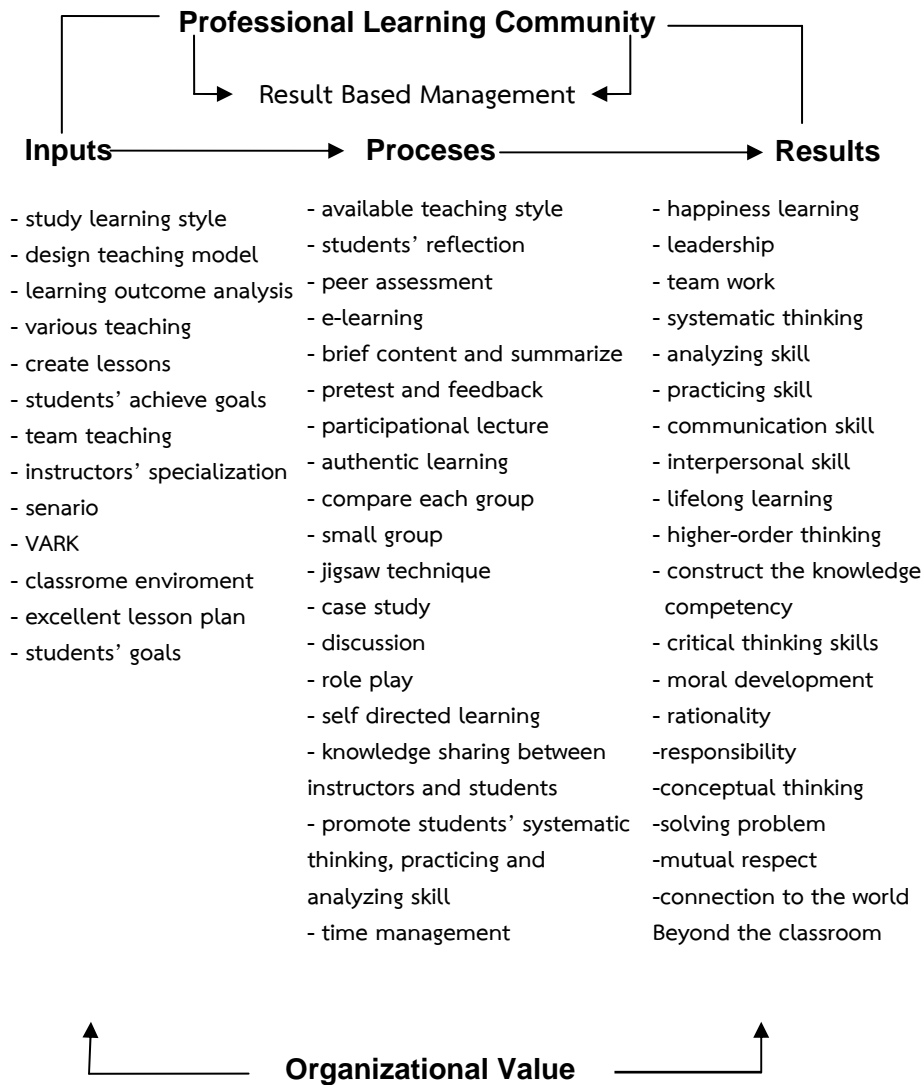 Professional Learning Community
Result Based Management
Inputs
Proceses
Results
- study learning style
- design teaching model
- learning outcome analysis
- various teaching
- create lessons
- students’ achieve goals
- team teaching
- instructors’ specialization
- senario
- VARK
- classrome enviroment
- excellent lesson plan
- students’ goals
- available teaching style
- students’ reflection
- peer assessment
- e-learning
- brief content and summarize
- pretest and feedback
- participational lecture
- authentic learning
- compare each group
- small group
- jigsaw technique
- case study
- discussion
- role play
- self directed learning
- knowledge sharing between
instructors and students
- promote students’ systematic
thinking, practicing and
analyzing skill
- time management
- happiness learning
- leadership
- team work
- systematic thinking
- analyzing skill
- practicing skill
- communication skill
- interpersonal skill
- lifelong learning
- higher-order thinking
- construct the knowledge
competency
- critical thinking skills
- moral development
- rationality
-responsibility
-conceptual thinking
-solving problem
-mutual respect
-connection to the world
Beyond the classroom
Organizational Value